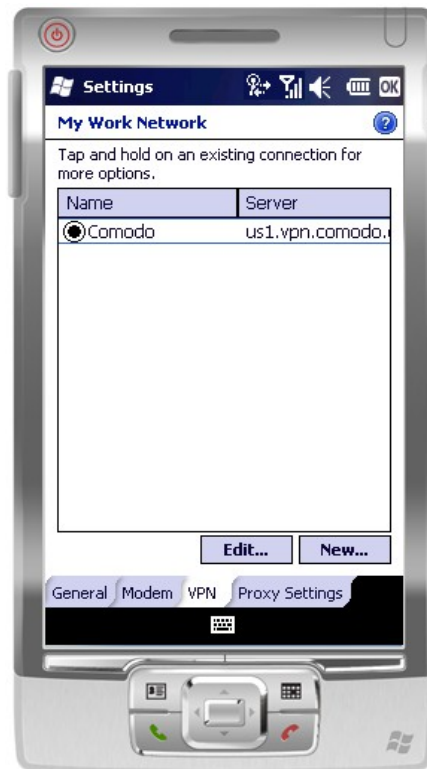 Settings
OK
My Work Network
?
Tap and hold on an existing connection for
more options.
Name Server
Comodo us1.vpn.comodo.
Edit... New...
General Modem VPN Proxy Settings